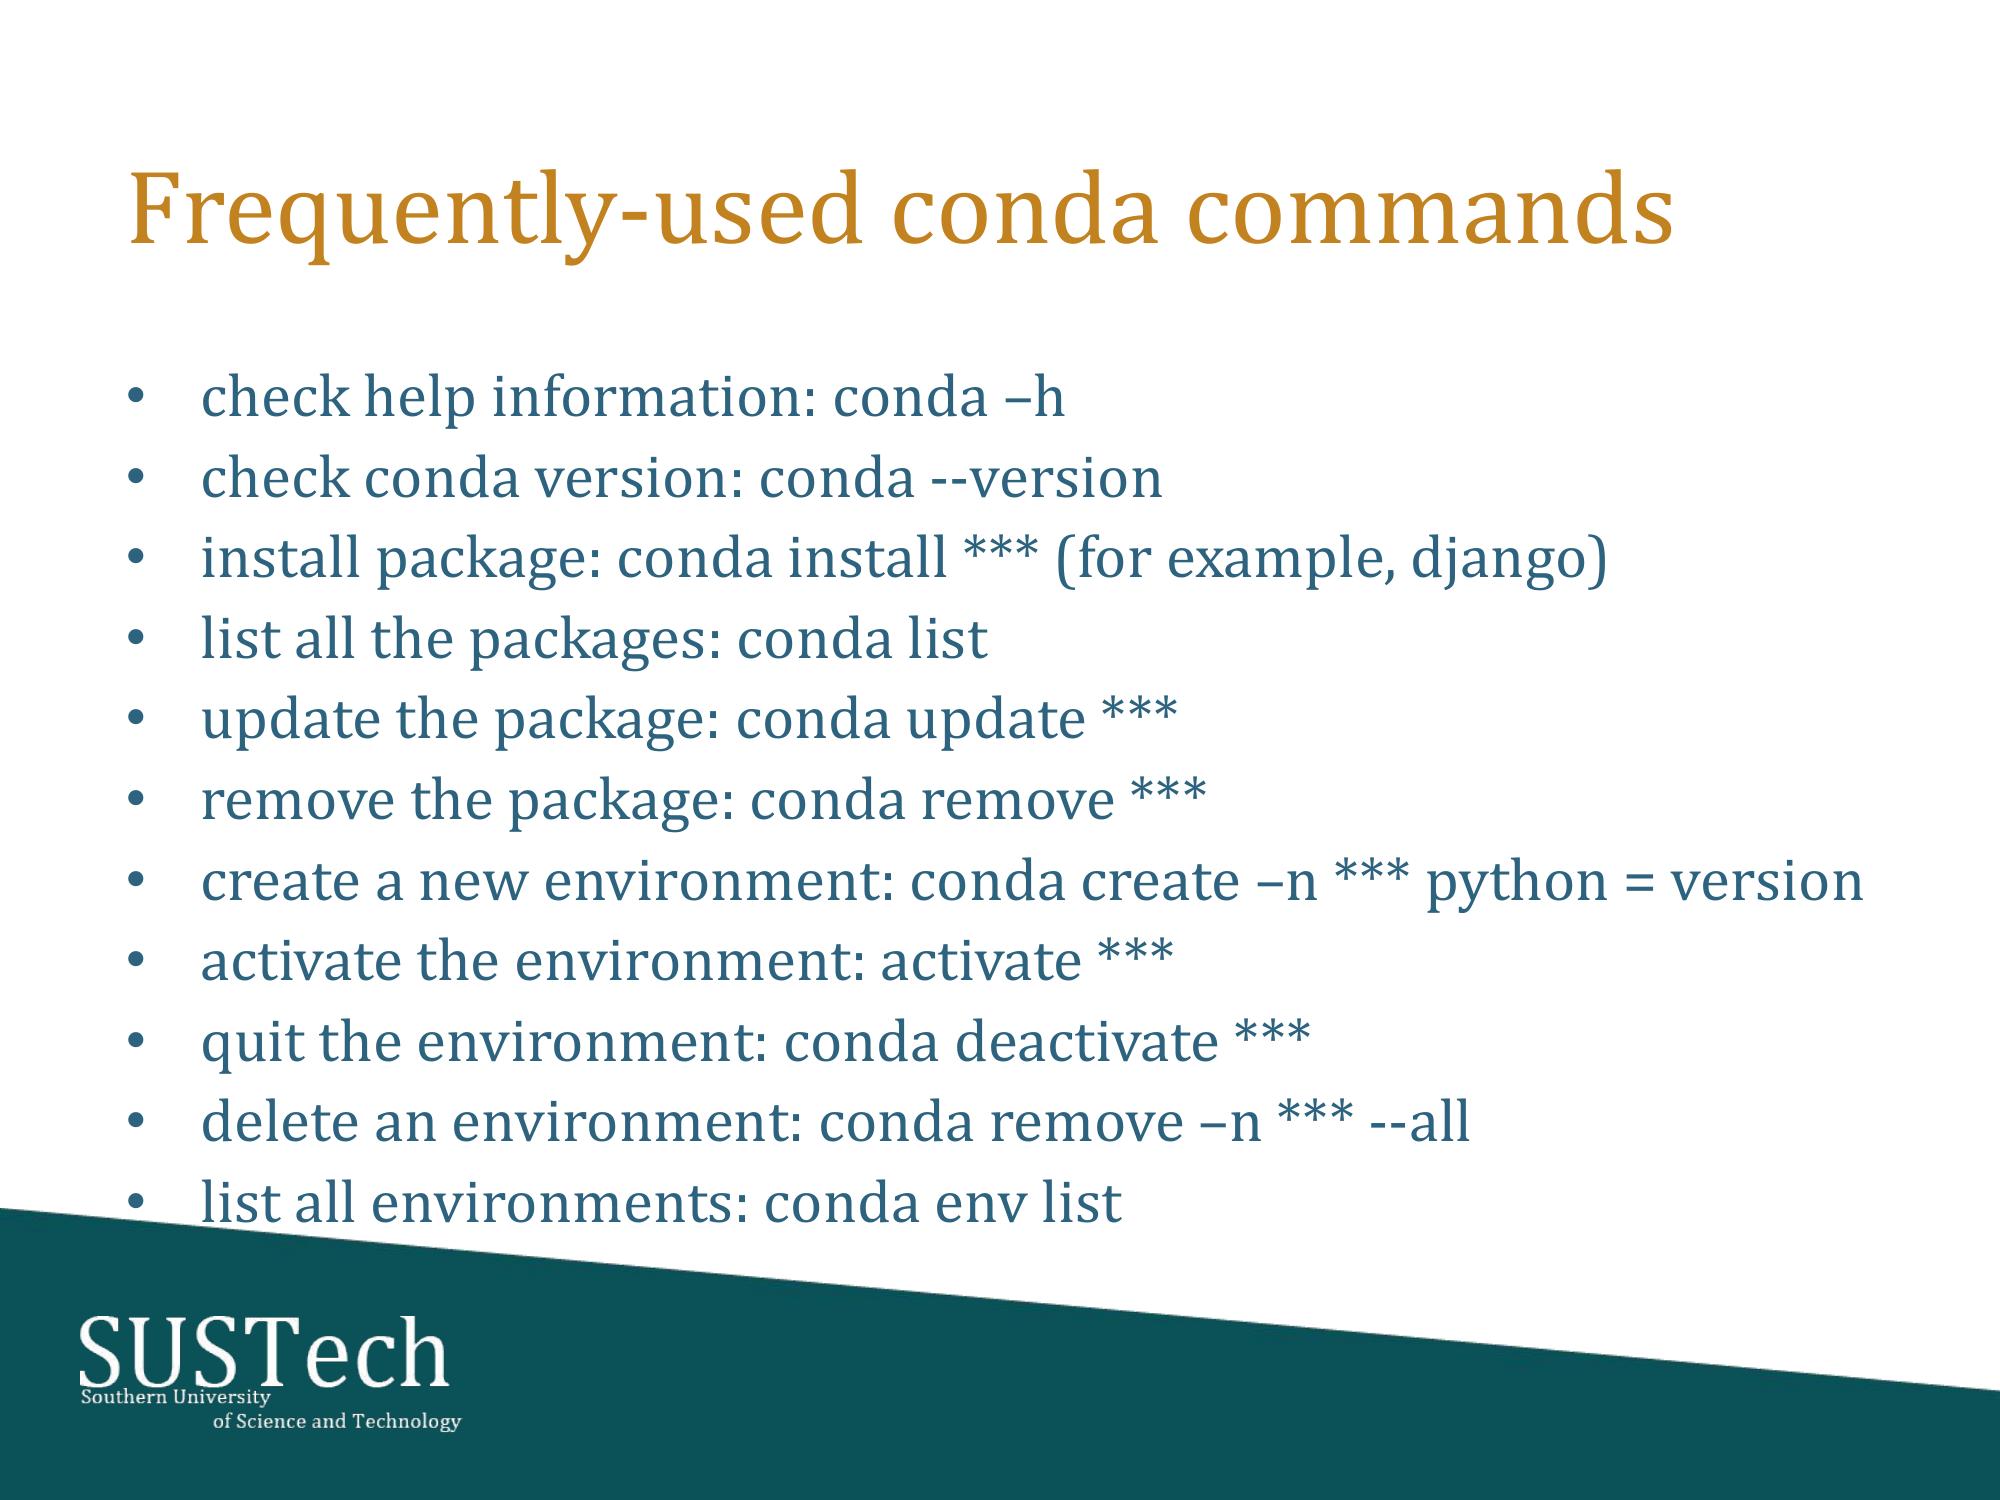 Frequently-used conda commands
• check help information: conda –h
• check conda version: conda --version
• install package: conda install *** (for example, django)
• list all the packages: conda list
• update the package: conda update ***
• remove the package: conda remove ***
• create a new environment: conda create –n *** python = version
• activate the environment: activate ***
• quit the environment: conda deactivate ***
• delete an environment: conda remove –n *** --all
• list all environments: conda env list
SUSTech
Southern University
of Science and Technology